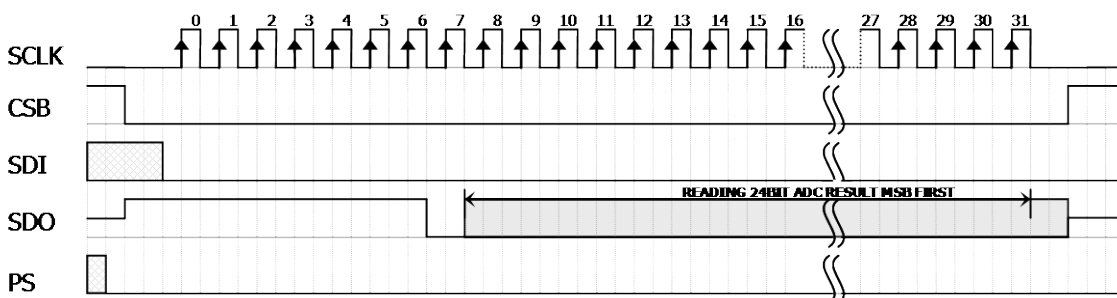 0 1 2 3 4 5 6 7 8 9 10 11 12 13 14 15 16 27 28 29 30 31
SCLK
CSB
SDI
READING 24BIT ADC RESULT MSB FIRST
SDO
PS